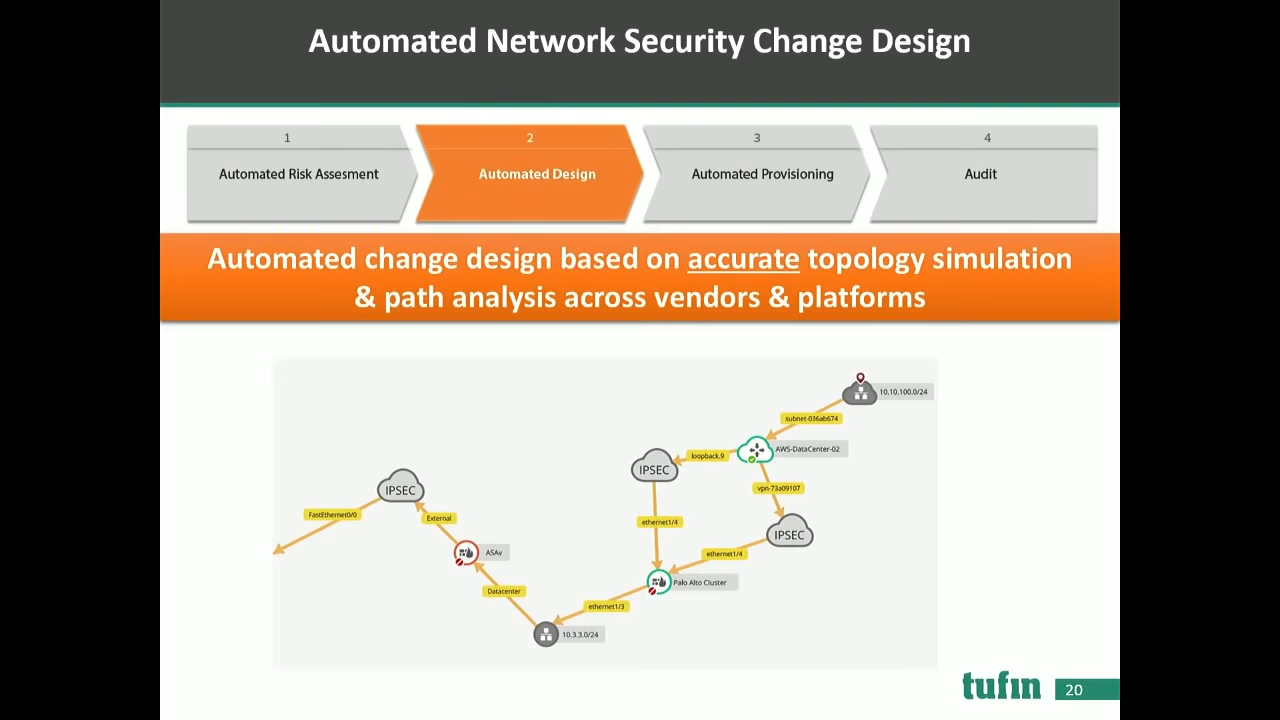 Automated Network Security Change Design
1
2
3
4
Automated Risk Assesment
Automated Design
Automated Provisioning
Audit
Automated change design based on accurate topology simulation
& path analysis across vendors & platforms
10.10.100.0/24
subnet-036ab674
AWS-DataCenter-02
loopback.9
IPSEC
vpn-73a09107
IPSEC
FastEthernet0/0
External
ethernet1/4
IPSEC
ethernet1/4
ASAv
Palo Alto Cluster
Datacenter
ethernet1/3
10.3.3.0/24
tufin
20